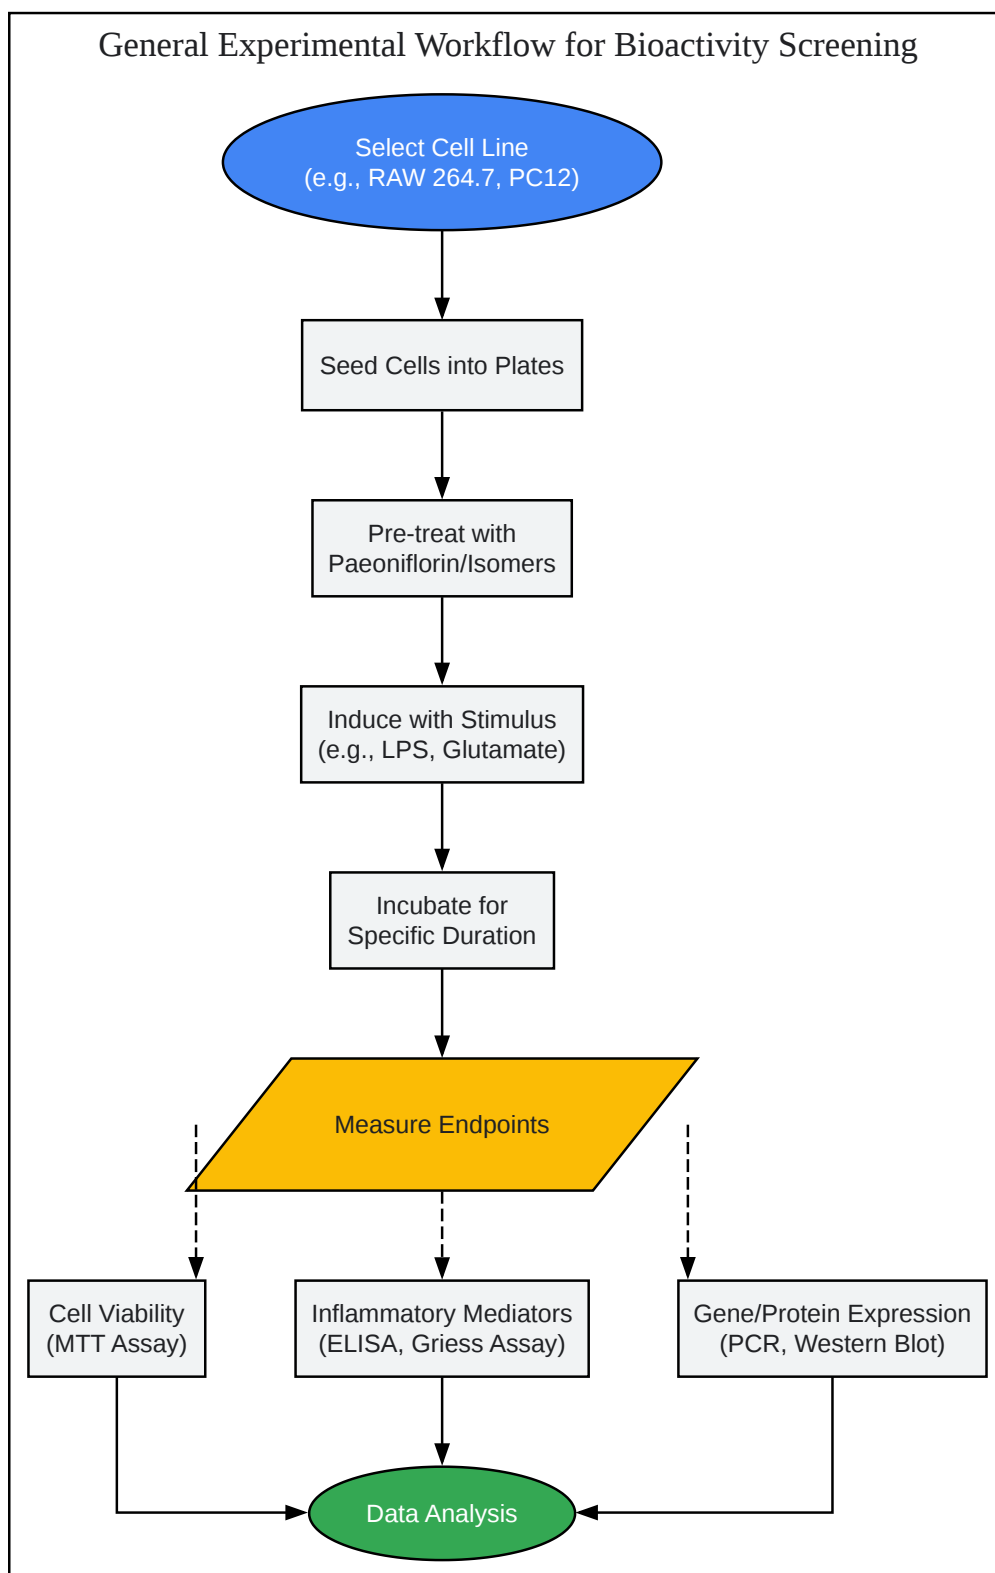 General Experimental Workflow for Bioactivity Screening
Select Cell Line
(e.g., RAW 264.7, PC12)
Seed Cells into Plates
Pre-treat with
Paeoniflorin/Isomers
Induce with Stimulus
(e.g., LPS, Glutamate)
Incubate for
Specific Duration
Measure Endpoints
Cell Viability
(MTT Assay)
Inflammatory Mediators
(ELISA, Griess Assay)
Gene/Protein Expression
(PCR, Western Blot)
Data Analysis